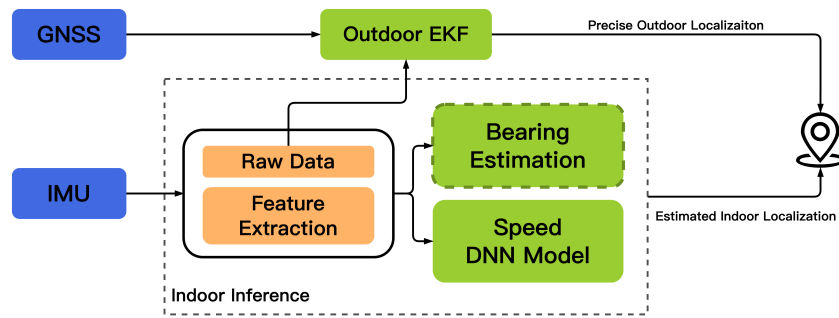 GNSS
Outdoor EKF
Precise Outdoor Localizaiton
Raw Data
Bearing
Estimation
IMU
Feature
Extraction
Speed
DNN Model
Estimated Indoor Localization
Indoor Inference